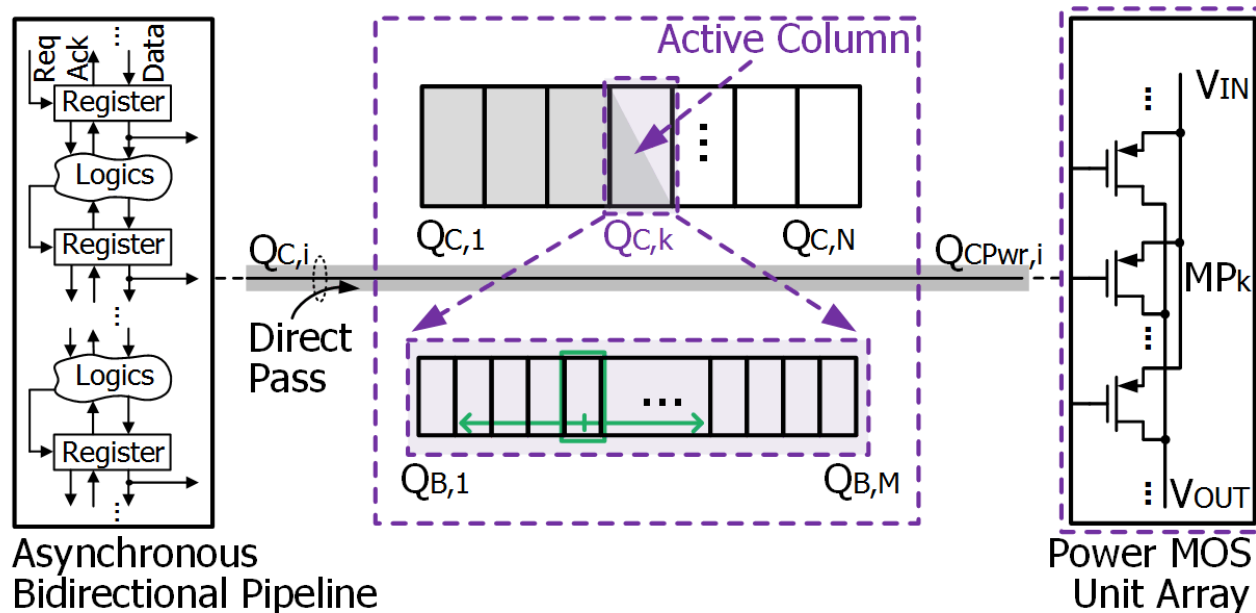 Req
Ack
...
Data
Register
Logics
Register
...
...
Logics
Register
...
Asynchronous
Bidirectional Pipeline
QC,i
Direct
Pass
Active Column
...
QC,1
QC,k
QC,N
...
QB,1
QB,M
QCPwr,i
...
VIN
MPk
...
...
VOUT
Power MOS
Unit Array